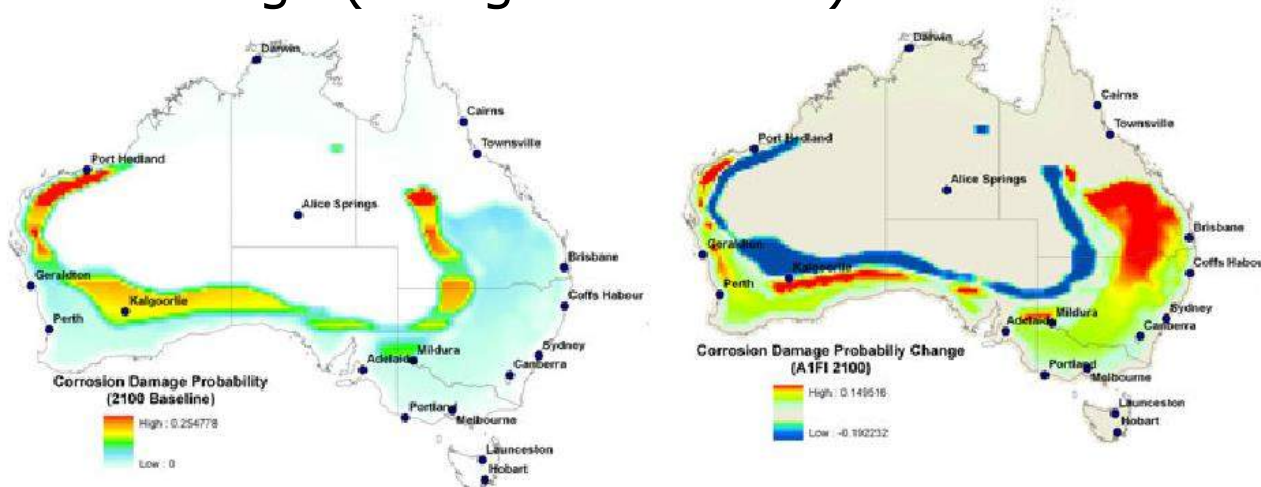 Darwin
Cairns
Townsville
Port Hedland
Alice Springs
Brisbane
Geraldton
Coffs Habour
Kalgoorlie
Perth
Sydney
Adelaide
Mildura
Canberra
Corrosion Damage Probability
(2100 Baseline)
Portland
Melbourne
High : 0.254778
Launceston
Low : 0
Hobart
Darwin
Cairns
Townsville
Port Hedland
Alice Springs
Brisbane
Geraldton
Coffs Habour
Kalgoorlie
Perth
Sydney
Adelaid
Mildura
Canberra
Corrosion Damage Probabiliy Change
(A1FI 2100)
Portland
Melbourne
High : 0.149516
Launceston
Low : -0.192232
Hobart